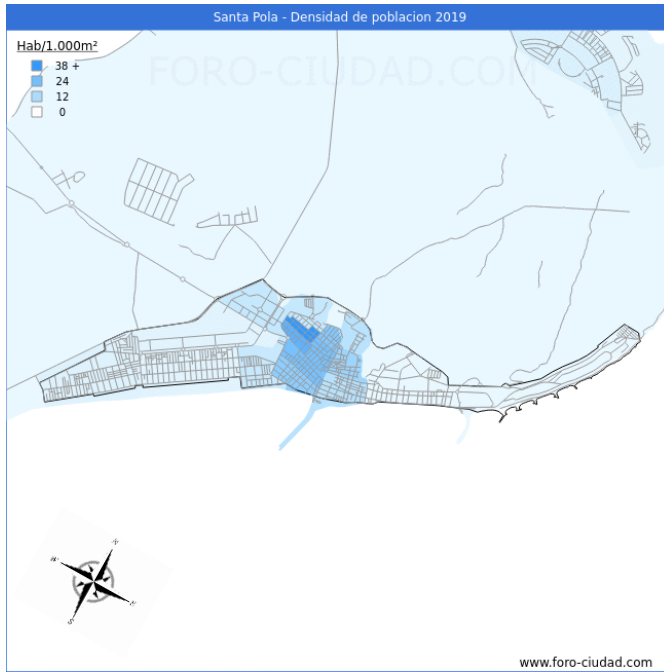 Santa Pola - Densidad de poblacion 2019
Hab/1.000m²
38 +
24
12
0
FORO-CIUDAD.COM
www.foro-ciudad.com